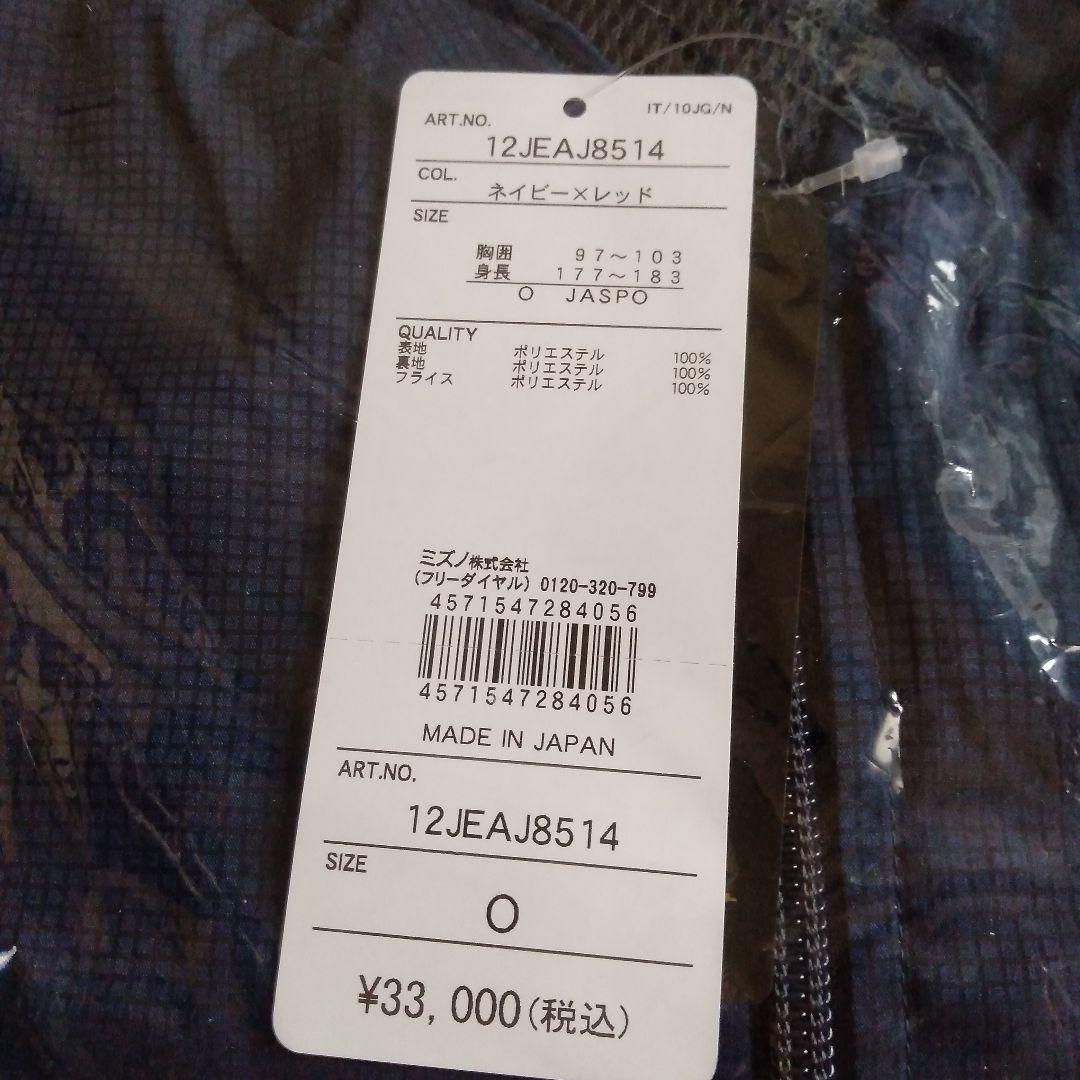 IT/10JG/N
ART.NO.
12JEAJ8514
COL.
ネイビー×レッド
SIZE
胸囲 97～103
身長 177～183
O JASPO
QUALITY
表地 ポリエステル 100%
裏地 ポリエステル 100%
フライス ポリエステル 100%
ミズノ株式会社
(フリーダイヤル) 0120-320-799
4571547284056
4571547284056
MADE IN JAPAN
ART.NO.
12JEAJ8514
SIZE
O
¥33,000(税込)